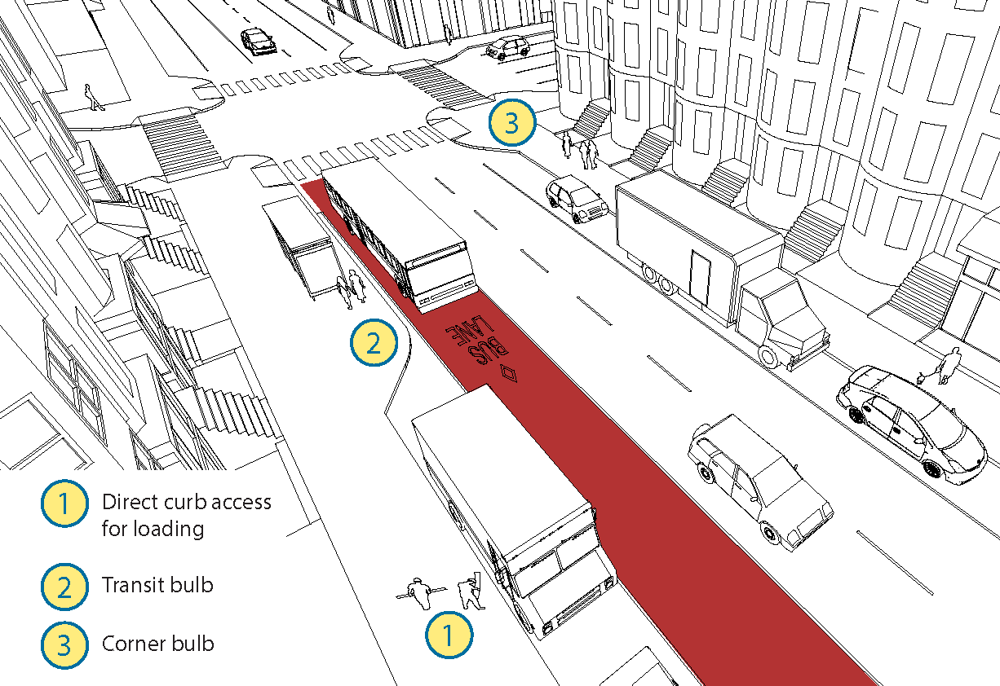 3
2
BUS
LANE
1
1 Direct curb access
for loading
2 Transit bulb
3 Corner bulb